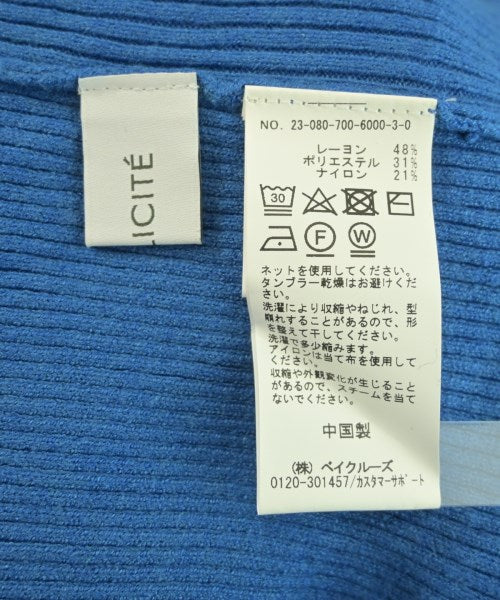 LICITÉ
NO. 23-080-700-6000-3-0
レーヨン 48%
ポリエステル 31%
ナイロン 21%
30
F W
ネットを使用してください。
タンブラー乾燥はお避けくださ
い。
洗濯により収縮やねじれ、型
崩れすることがあるので、形
を整えて干してください。
洗濯で多少縮みます。
アイロンは当て布を使用して
ください。
収縮や外観変化が生じること
があるので、スチームを当て
ないでください。
中国製
(株) ベイクルーズ
0120-301457/カスタマーサポート